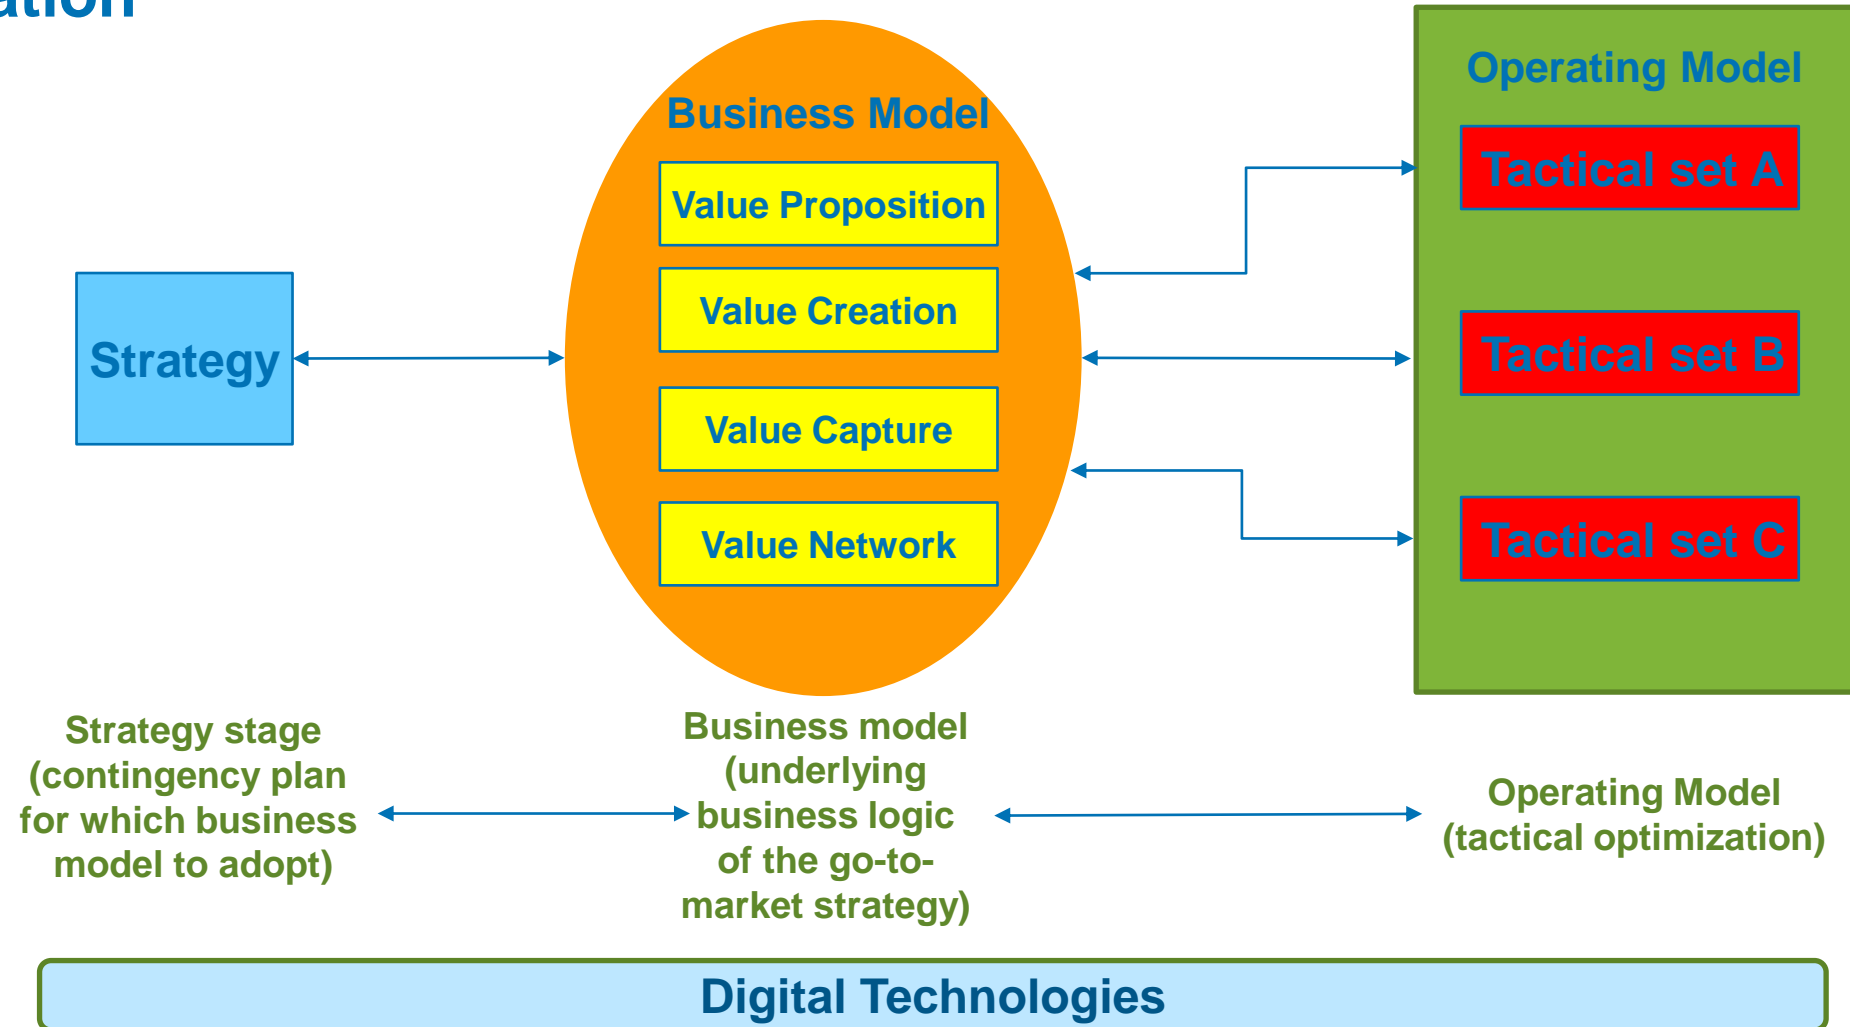 Operating Model
Business Model
Tactical set A
Value Proposition
Value Creation
Strategy
Tactical set B
Value Capture
Tactical set C
Value Network
Strategy stage
(contingency plan
for which business
model to adopt)
Business model
(underlying
business logic
of the go-to-
market strategy)
Operating Model
(tactical optimization)
Digital Technologies